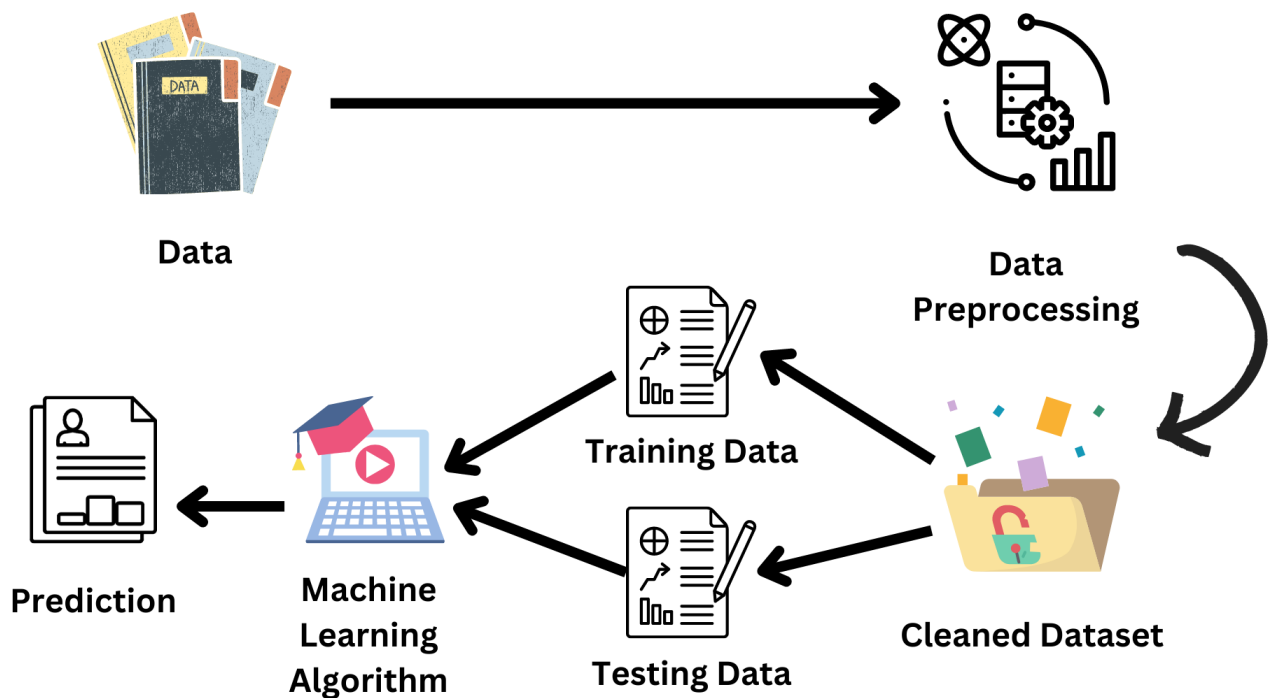 DATA
Data
Data
Preprocessing
Training Data
Prediction
Machine
Learning
Algorithm
Testing Data
Cleaned Dataset